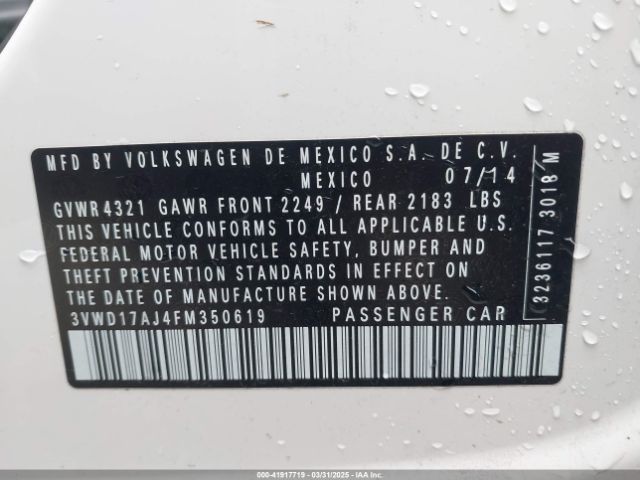 MFD BY VOLKSWAGEN DE MEXICO S.A. DE C.V.
MEXICO 07/14
GVWR 4321 GAWR FRONT 2249 / REAR 2183 LBS
THIS VEHICLE CONFORMS TO ALL APPLICABLE U.S.
FEDERAL MOTOR VEHICLE SAFETY, BUMPER AND
THEFT PREVENTION STANDARDS IN EFFECT ON
THE DATE OF MANUFACTURE SHOWN ABOVE.
3VWD17AJ4FM350619 PASSENGER CAR
3236117 3018 M
000-41917719 - 03/31/2025 - IAAI.COM